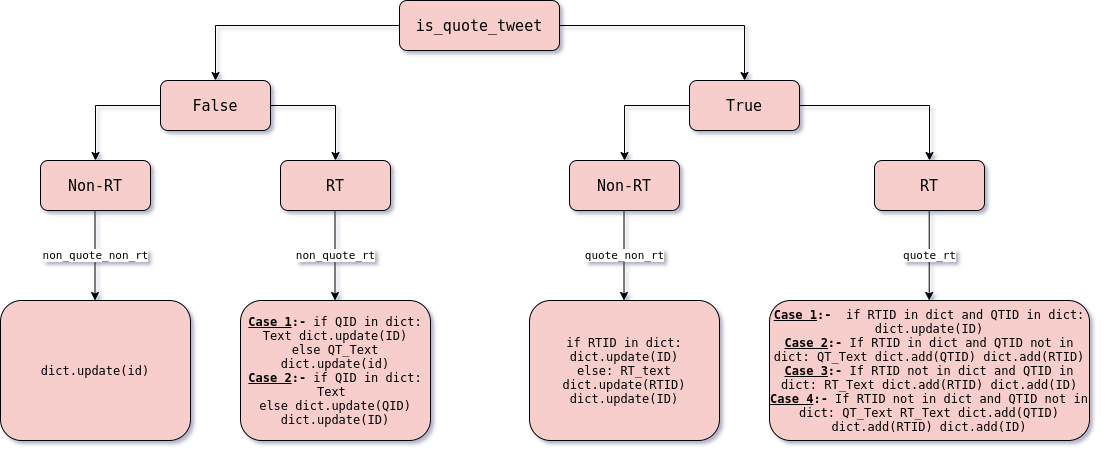 is_quote_tweet
False
True
Non-RT
RT
Non-RT
RT
non_quote_non_rt
non_quote_rt
quote_non_rt
quote_rt
dict.update(id)
Case 1:- if QID in dict:
Text dict.update(ID)
else QT_Text
dict.update(id)
Case 2:- if QID in dict:
Text
else dict.update(QID)
dict.update(ID)
if RTID in dict:
dict.update(ID)
else: RT_text
dict.update(RTID)
dict.update(ID)
Case 1:- if RTID in dict and QTID in dict:
dict.update(ID)
Case 2:- If RTID in dict and QTID not in
dict: QT_Text dict.add(QTID) dict.add(RTID)
Case 3:- If RTID not in dict and QTID in
dict: RT_Text dict.add(RTID) dict.add(ID)
Case 4:- If RTID not in dict and QTID not in
dict: QT_Text RT_Text dict.add(QTID)
dict.add(RTID) dict.add(ID)